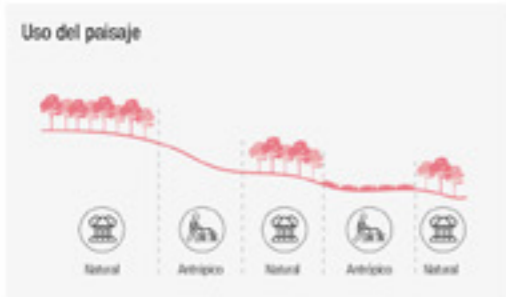 Uso del paisaje
Natural
Antrópico
Natural
Antrópico
Natural